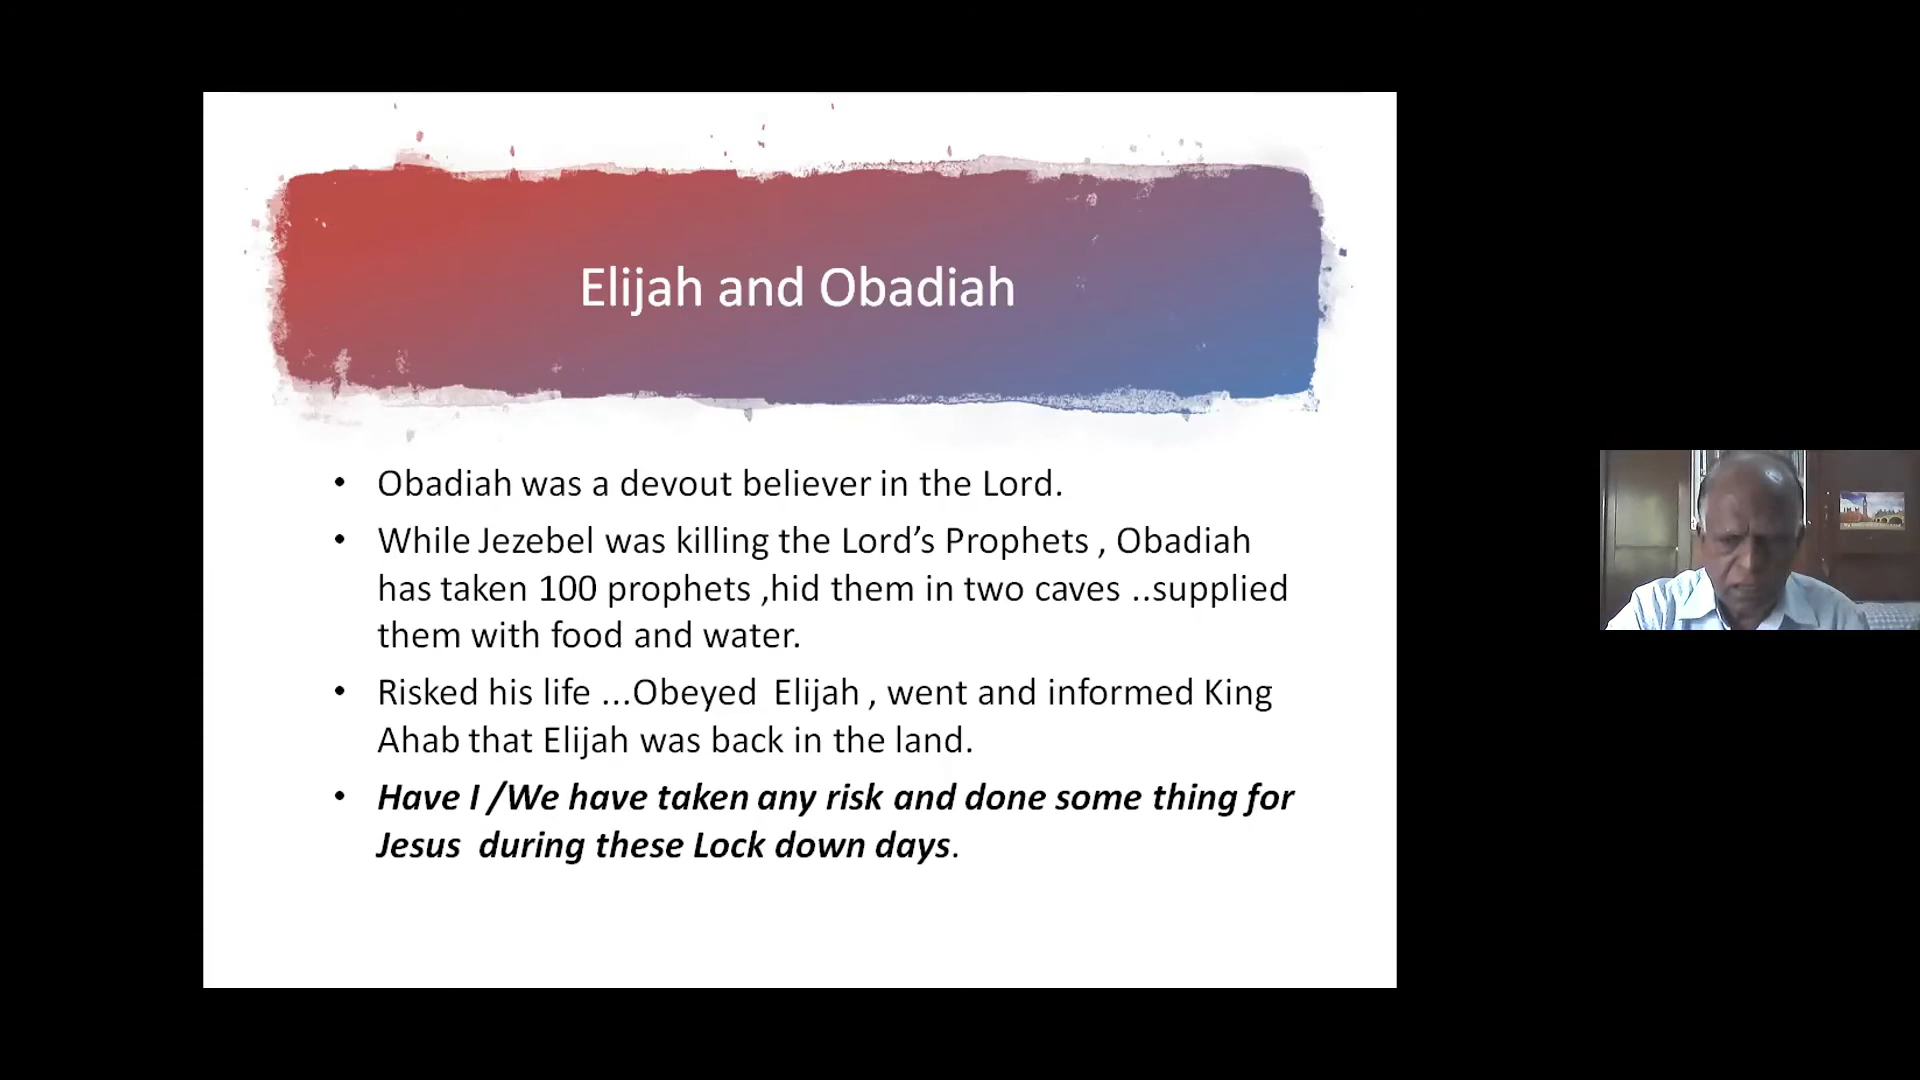 Elijah and Obadiah
• Obadiah was a devout believer in the Lord.
• While Jezebel was killing the Lord’s Prophets , Obadiah
has taken 100 prophets ,hid them in two caves ..supplied
them with food and water.
• Risked his life ...Obeyed  Elijah , went and informed King
Ahab that Elijah was back in the land.
• Have I /We have taken any risk and done some thing for
Jesus  during these Lock down days.